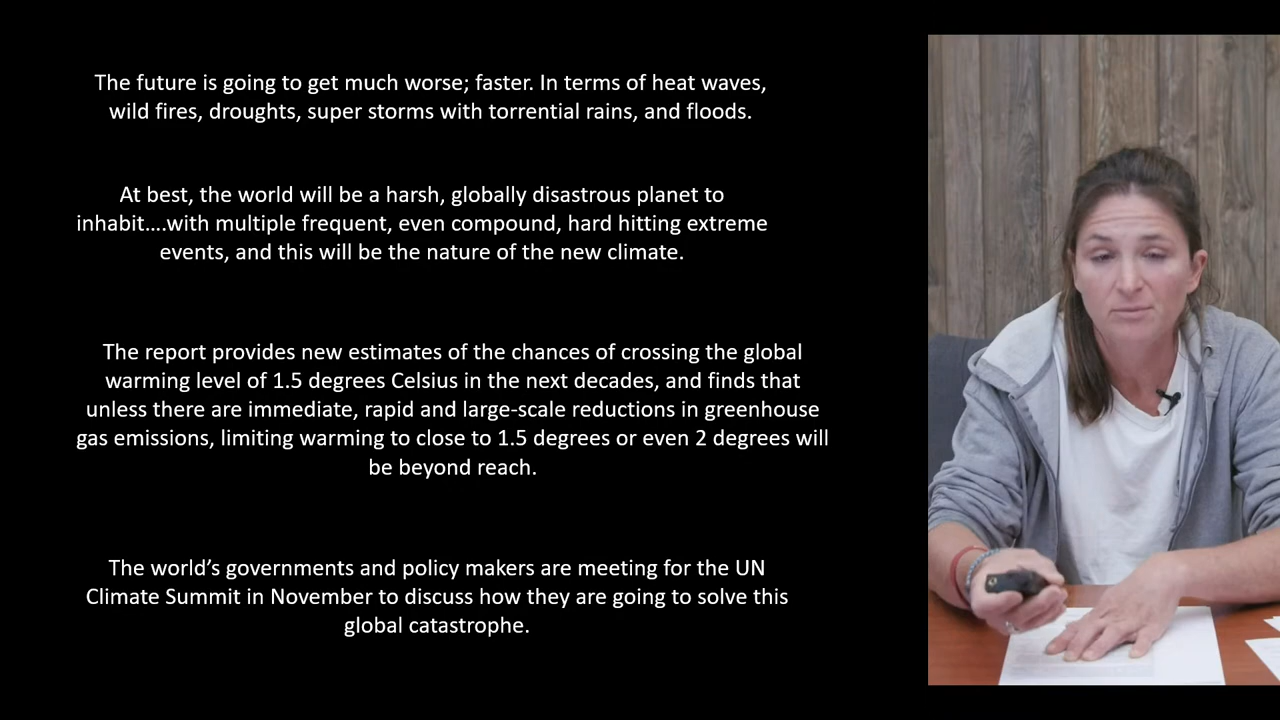 The future is going to get much worse; faster. In terms of heat waves,
wild fires, droughts, super storms with torrential rains, and floods.
At best, the world will be a harsh, globally disastrous planet to
inhabit....with multiple frequent, even compound, hard hitting extreme
events, and this will be the nature of the new climate.
The report provides new estimates of the chances of crossing the global
warming level of 1.5 degrees Celsius in the next decades, and finds that
unless there are immediate, rapid and large-scale reductions in greenhouse
gas emissions, limiting warming to close to 1.5 degrees or even 2 degrees will
be beyond reach.
The world’s governments and policy makers are meeting for the UN
Climate Summit in November to discuss how they are going to solve this
global catastrophe.